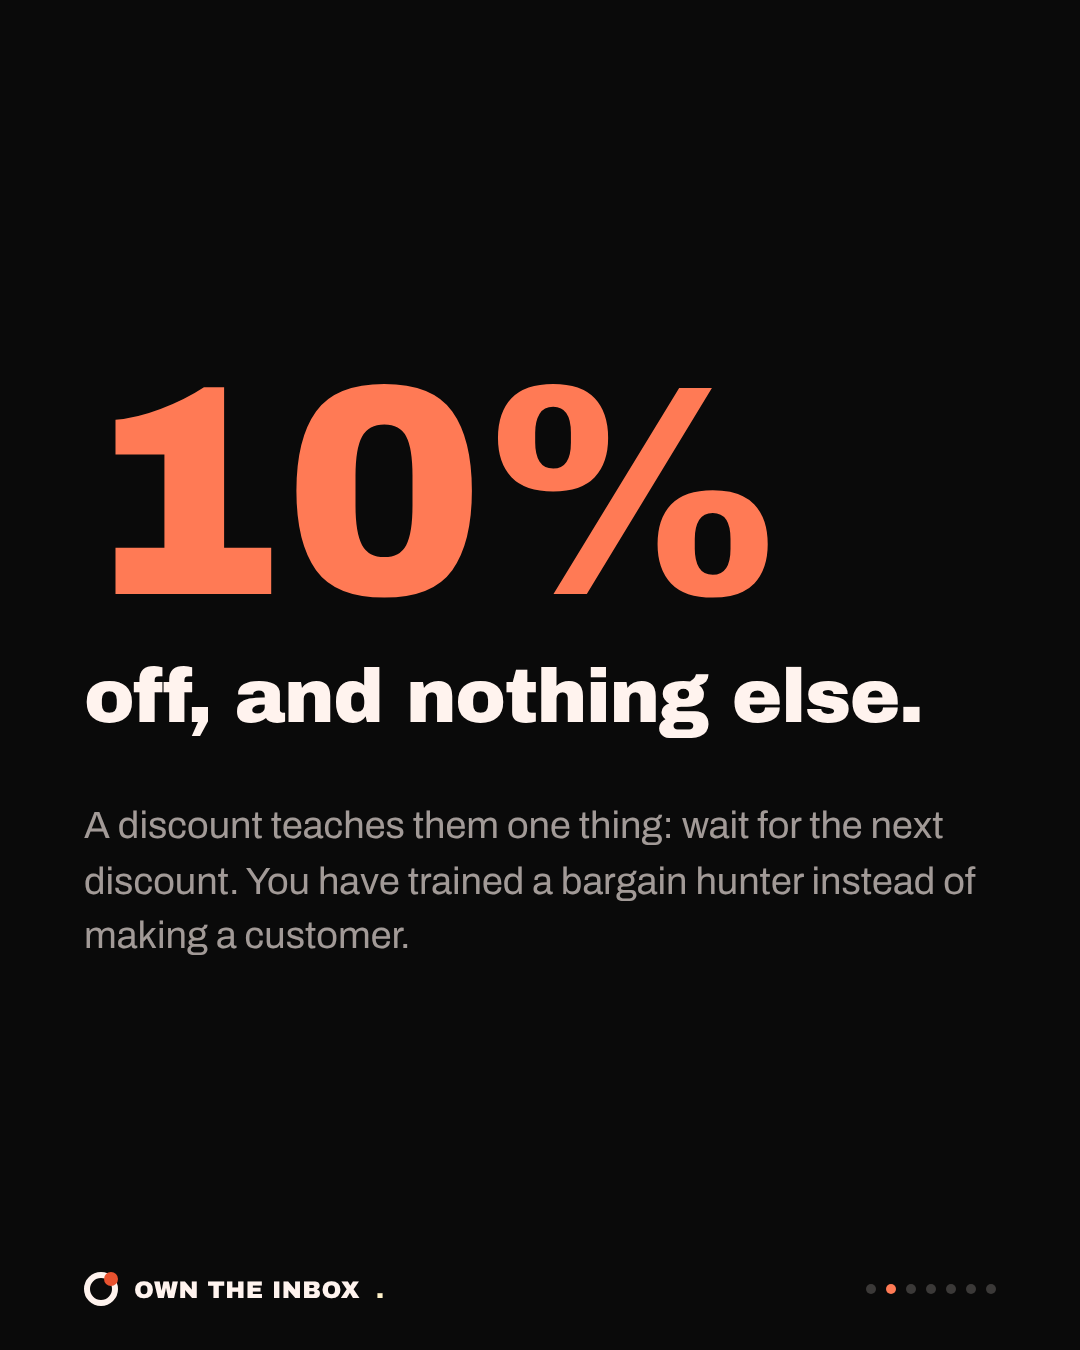 10%
off, and nothing else.
A discount teaches them one thing: wait for the next
discount. You have trained a bargain hunter instead of
making a customer.
OWN THE INBOX .